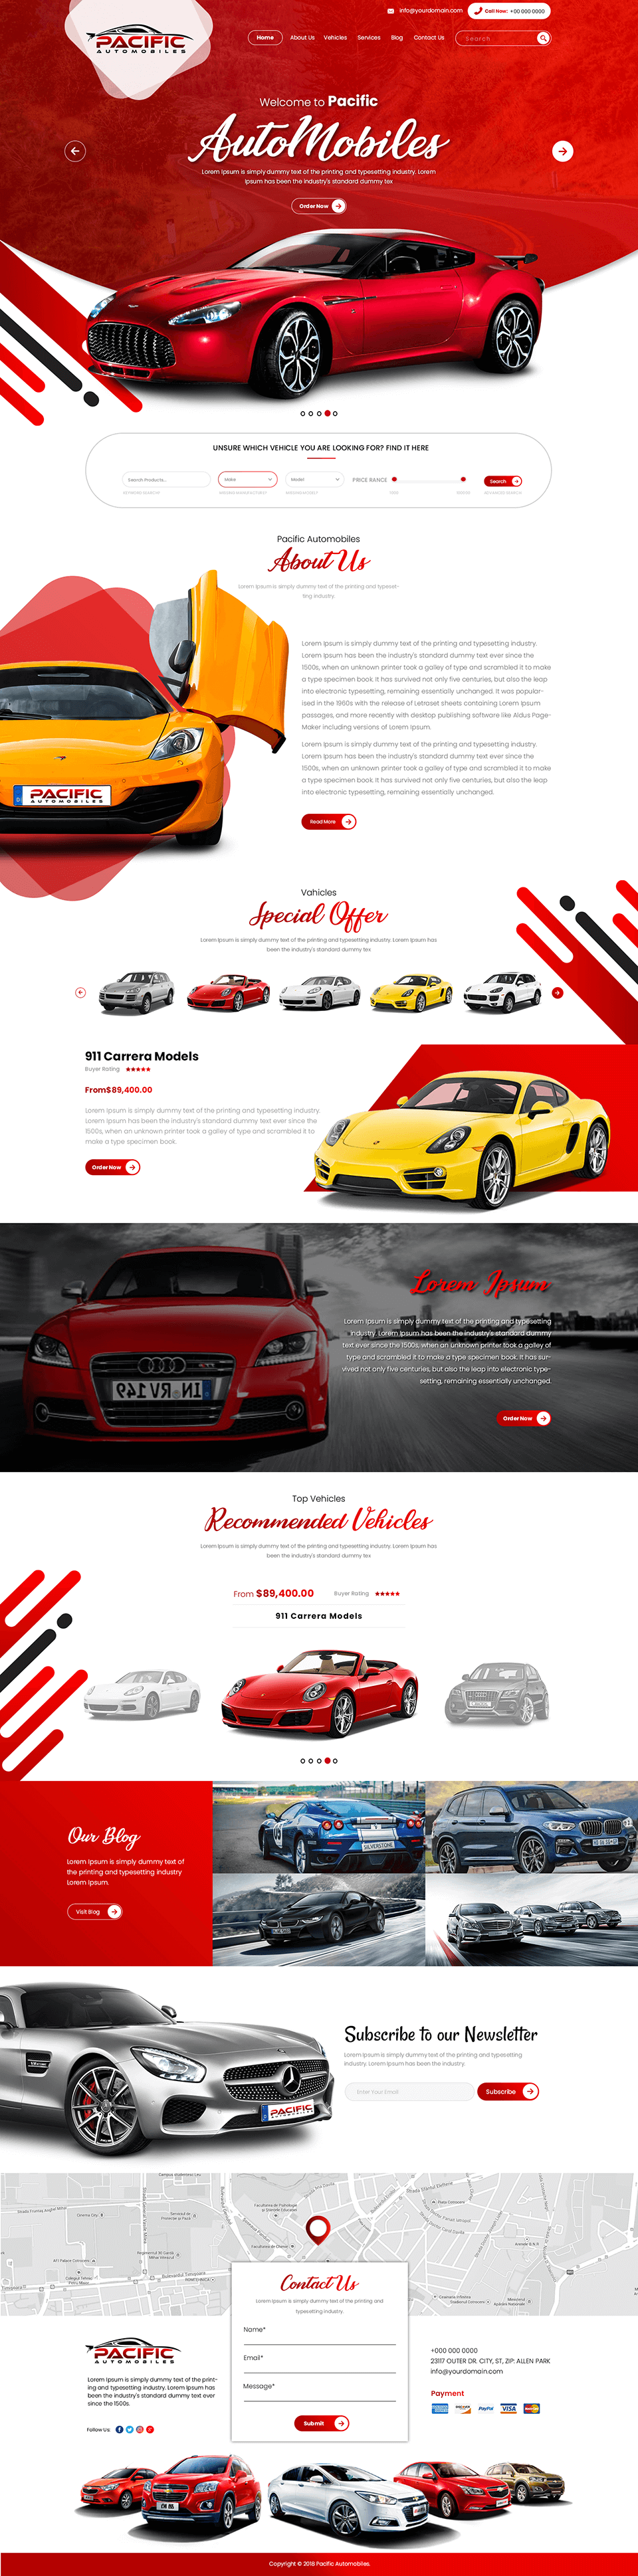 PACIFIC
AUTOMOBILES
info@yourdomain.com
Call Now: +00 000 0000
Home About Us Vehicles Services Blog Contact Us
Search
Welcome to Pacific
AutoMobiles
Lorem Ipsum is simply dummy text of the printing and typesetting industry. Lorem
Ipsum has been the industry's standard dummy tex
Order Now
UNSURE WHICH VEHICLE YOU ARE LOOKING FOR? FIND IT HERE
Search Products... Make Model PRICE RANGE Search
Pacific Automobiles
About Us
Lorem Ipsum is simply dummy text of the printing and typeset-
ting industry.
Lorem Ipsum is simply dummy text of the printing and typesetting industry.
Lorem Ipsum has been the industry's standard dummy text ever since the
1500s, when an unknown printer took a galley of type and scrambled it to make
a type specimen book. It has survived not only five centuries, but also the leap
into electronic typesetting, remaining essentially unchanged. It was popular-
ised in the 1960s with the release of Letraset sheets containing Lorem Ipsum
passages, and more recently with desktop publishing software like Aldus Page-
Maker including versions of Lorem Ipsum.
Lorem Ipsum is simply dummy text of the printing and typesetting industry.
Lorem Ipsum has been the industry's standard dummy text ever since the
1500s, when an unknown printer took a galley of type and scrambled it to make
a type specimen book. It has survived not only five centuries, but also the leap
into electronic typesetting, remaining essentially unchanged.
PACIFIC
AUTOMOBILES
Read More
Vahicles
Special Offer
Lorem Ipsum is simply dummy text of the printing and typesetting industry. Lorem Ipsum has
been the industry's standard dummy tex
911 Carrera Models
Buyer Rating
From$89,400.00
Lorem Ipsum is simply dummy text of the printing and typesetting industry.
Lorem Ipsum has been the industry's standard dummy text ever since the
1500s, when an unknown printer took a galley of type and scrambled it to
make a type specimen book.
Order Now
Lorem Ipsum
Lorem Ipsum is simply dummy text of the printing and typesetting
industry. Lorem Ipsum has been the industry's standard dummy
text ever since the 1500s, when an unknown printer took a galley of
type and scrambled it to make a type specimen book. It has sur-
vived not only five centuries, but also the leap into electronic type-
setting, remaining essentially unchanged.
IN RV 1941
Order Now
Top Vehicles
Recommended Vehicles
Lorem Ipsum is simply dummy text of the printing and typesetting industry. Lorem Ipsum has
been the industry's standard dummy tex
From $89,400.00 Buyer Rating
911 Carrera Models
Our Blog
Lorem Ipsum is simply dummy text of
the printing and typesetting industry
Lorem Ipsum.
Visit Blog
SILVERSTONE
Subscribe to our Newsletter
Lorem Ipsum is simply dummy text of the printing and typesetting
industry. Lorem Ipsum has been the industry.
Enter Your Email Subscribe
PACIFIC
AUTOMOBILES
Contact Us
Lorem Ipsum is simply dummy text of the printing and
typesetting industry.
Name*
Email*
Message*
Submit
PACIFIC
AUTOMOBILES
Lorem Ipsum is simply dummy text of the print-
ing and typesetting industry. Lorem Ipsum has
been the industry's standard dummy text ever
since the 1500s.
Follow Us:
+000 000 0000
23117 OUTER DR. CITY, ST, ZIP: ALLEN PARK
info@yourdomain.com
Payment
PayPal VISA
Copyright © 2018 Pacific Automobiles.